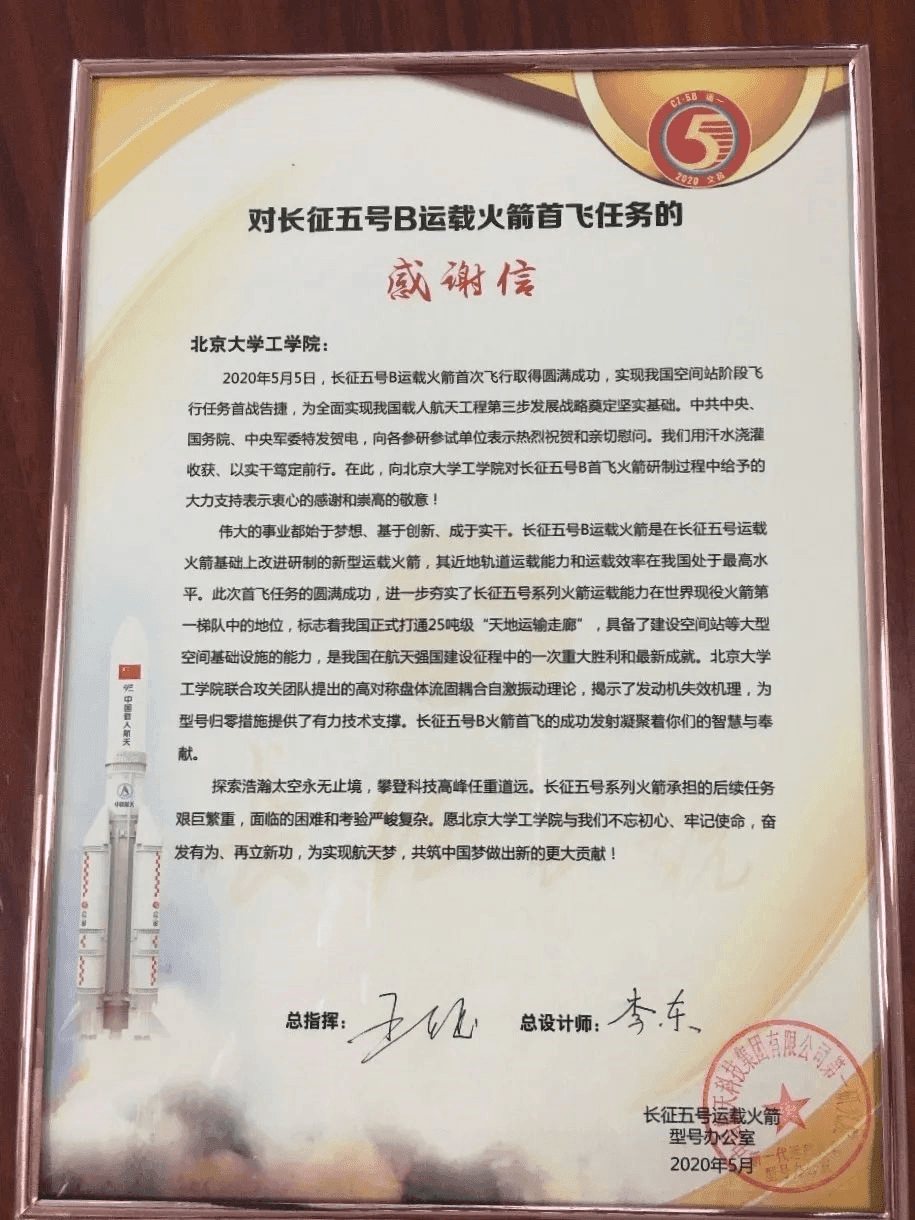 CZ-5B 遥一
5
2020 文昌
对长征五号B运载火箭首飞任务的
感谢信
北京大学工学院：
2020年5月5日，长征五号B运载火箭首次飞行取得圆满成功，实现我国空间站阶段飞
行任务首战告捷，为全面实现我国载人航天工程第三步发展战略奠定坚实基础。中共中央、
国务院、中央军委特发贺电，向各参研参试单位表示热烈祝贺和亲切慰问。我们用汗水浇灌
收获、以实干笃定前行。在此，向北京大学工学院对长征五号B首飞火箭研制过程中给予的
大力支持表示衷心的感谢和崇高的敬意！
伟大的事业都始于梦想、基于创新、成于实干。长征五号B运载火箭是在长征五号运载
火箭基础上改进研制的新型运载火箭，其近地轨道运载能力和运载效率在我国处于最高水
平。此次首飞任务的圆满成功，进一步夯实了长征五号系列火箭运载能力在世界现役火箭第
一梯队中的地位，标志着我国正式打通25吨级“天地运输走廊”，具备了建设空间站等大型
空间基础设施的能力，是我国在航天强国建设征程中的一次重大胜利和最新成就。北京大学
工学院联合攻关团队提出的高对称盘体流固耦合自激振动理论，揭示了发动机失效机理，为
型号归零措施提供了有力技术支撑。长征五号B火箭首飞的成功发射凝聚着你们的智慧与奉
献。
探索浩瀚太空永无止境，攀登科技高峰任重道远。长征五号系列火箭承担的后续任务
艰巨繁重，面临的困难和考验严峻复杂。愿北京大学工学院与我们不忘初心、牢记使命，奋
发有为、再立新功，为实现航天梦，共筑中国梦做出新的更大贡献！
中国载人航天
中国航天
总指挥：王珏 总设计师：李东
长征五号运载火箭
型号办公室
2020年5月
天科技集团有限公司第一
新一代运
型号办